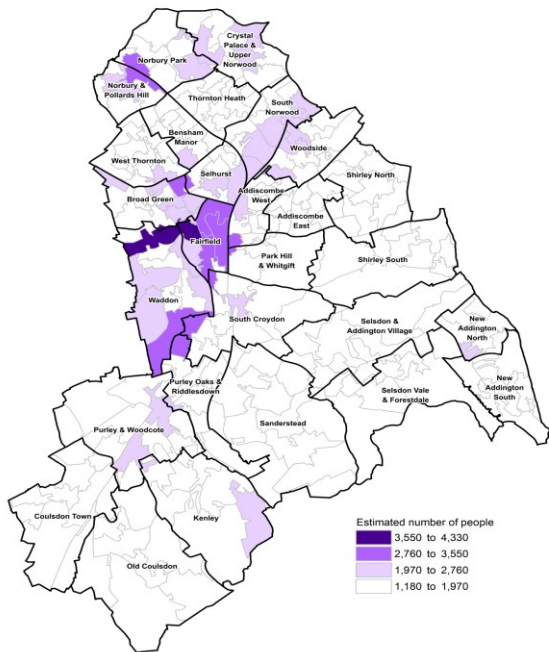 Norbury Park
Crystal
Palace &
Upper
Norwood
Norbury &
Pollards Hill
Thornton Heath
South
Norwood
Bensham
Manor
Woodside
West Thornton
Selhurst
Shirley North
Broad Green
Addiscombe
West
Addiscombe
East
Fairfield
Park Hill
& Whitgift
Shirley South
Waddon
South Croydon
Selsdon &
Addington Village
New
Addington
North
New
Addington
South
Purley Oaks &
Riddlesdown
Selsdon Vale
& Forestdale
Sanderstead
Purley & Woodcote
Coulsdon Town
Kenley
Old Coulsdon
Estimated number of people
3,550 to 4,330
2,760 to 3,550
1,970 to 2,760
1,180 to 1,970